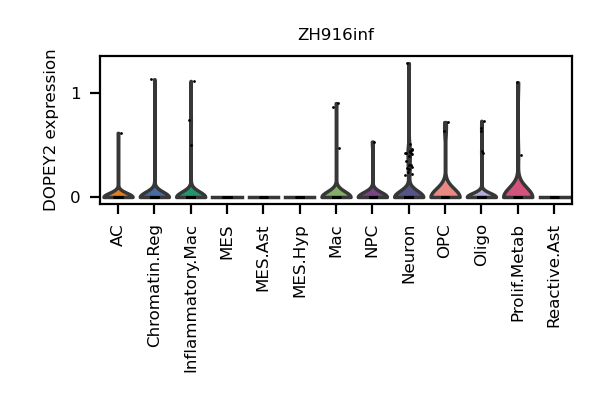 ZH916inf
DOPEY2 expression
1
0
AC
Chromatin.Reg
Inflammatory.Mac
MES
MES.Ast
MES.Hyp
Mac
NPC
Neuron
OPC
Oligo
Prolif.Metab
Reactive.Ast